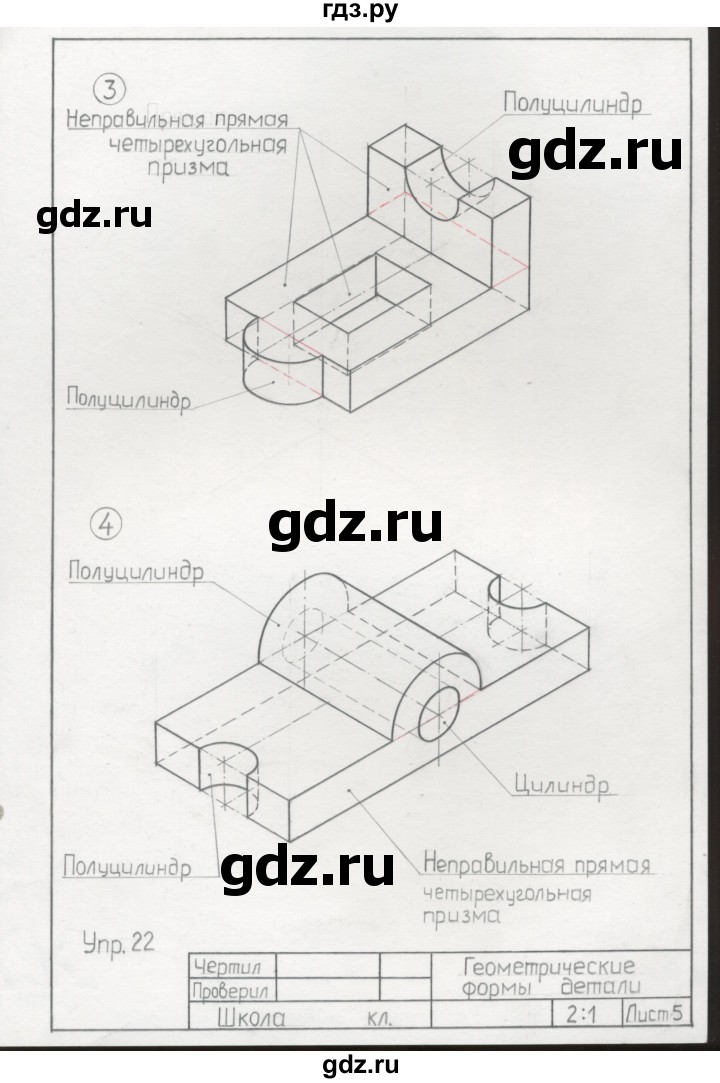 гдз.ру
3
Полуцилиндр
Неправильная прямая
четырехугольная
призма
gdz.ru
gdz.ru
Полуцилиндр
4
gdz.ru
Полуцилиндр
Цилиндр
Полуцилиндр
gdz.ru
Неправильная прямая
четырехугольная
призма
Упр. 22
Чертил
Геометрические
формы детали
Проверил
Школа кл.
2:1
Лист 5
gdz.ru